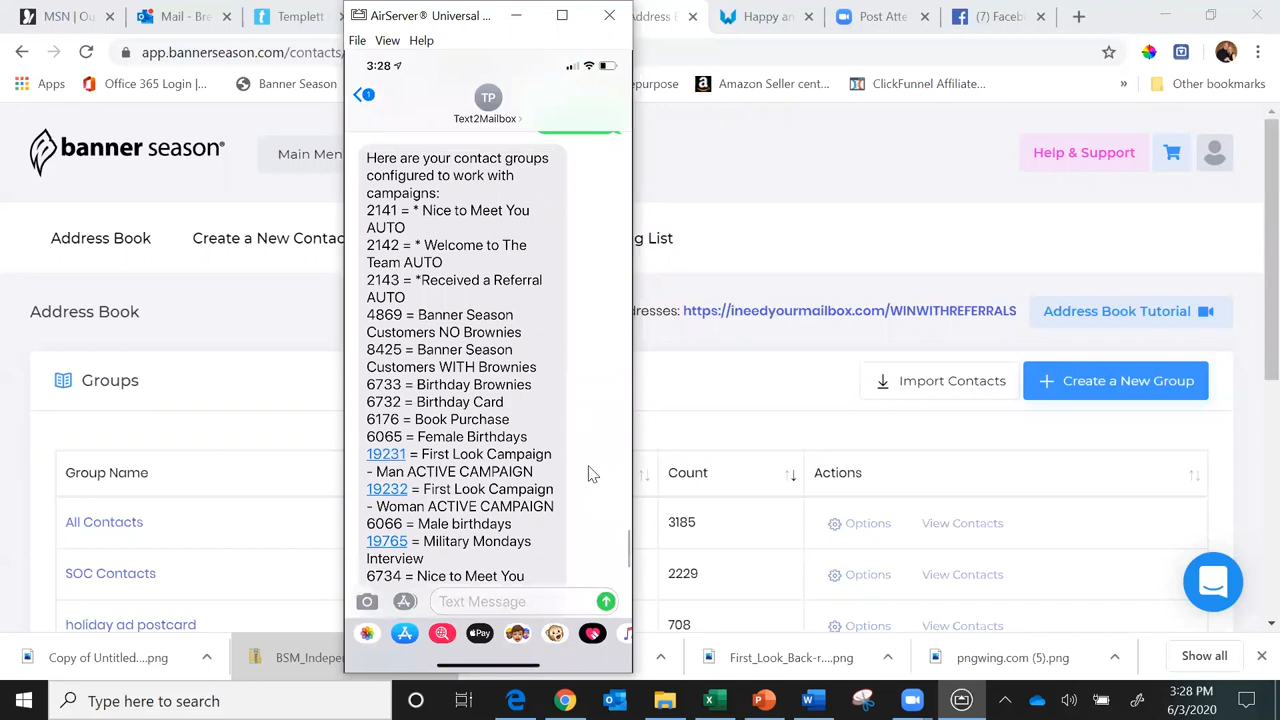 MSN | O
Mail - Bre
Templett
Address E
Happy an
Post Atte
(7) Faceb
AirServer® Universal ...
File View Help
app.bannerseason.com/contacts/
Apps
Office 365 Login |...
Banner Season
epurpose
Amazon Seller cent...
ClickFunnel Affiliate...
»
Other bookmarks
3:28
1
TP
Text2Mailbox
banner season
Main Men
Help & Support
Address Book
Create a New Contac
g List
Address Book
dresses: https://ineedyourmailbox.com/WINWITHREFERRALS
Address Book Tutorial
Groups
Import Contacts
+ Create a New Group
Group Name
Count
Actions
All Contacts
3185
Options
View Contacts
SOC Contacts
2229
Options
View Contacts
holiday ad postcard
708
Options
View Contacts
Here are your contact groups
configured to work with
campaigns:
2141 = * Nice to Meet You
AUTO
2142 = * Welcome to The
Team AUTO
2143 = *Received a Referral
AUTO
4869 = Banner Season
Customers NO Brownies
8425 = Banner Season
Customers WITH Brownies
6733 = Birthday Brownies
6732 = Birthday Card
6176 = Book Purchase
6065 = Female Birthdays
19231 = First Look Campaign
- Man ACTIVE CAMPAIGN
19232 = First Look Campaign
- Woman ACTIVE CAMPAIGN
6066 = Male birthdays
19765 = Military Mondays
Interview
6734 = Nice to Meet You
Text Message
Pay
Copy of Untitled....png
BSM_Indepen
First_Look_Back-r....png
pngwing.com (5).png
Show all
Type here to search
3:28 PM
6/3/2020